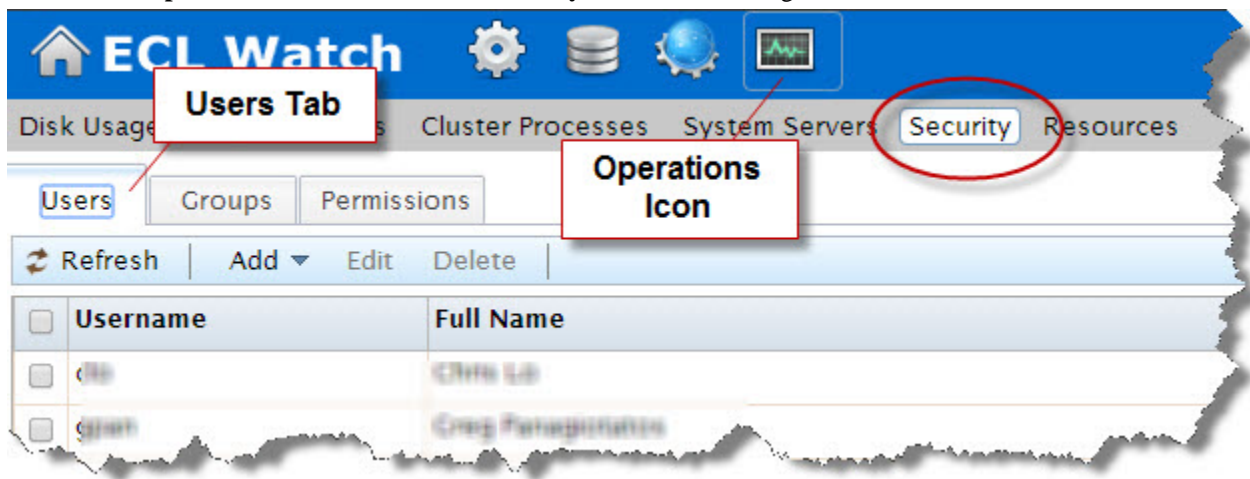 ECL Watch
Users Tab
Disk Usage s Cluster Processes System Servers Security Resources
Operations
Icon
Users Groups Permissions
Refresh Add Edit Delete
Username Full Name